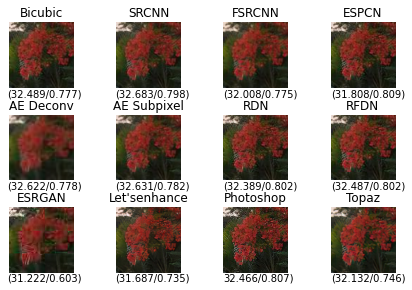 Bicubic SRCNN FSRCNN ESPCN
(32.489/0.777) (32.683/0.798) (32.008/0.775) (31.808/0.809)
AE Deconv AE Subpixel RDN RFDN
(32.622/0.778) (32.631/0.782) (32.389/0.802) (32.487/0.802)
ESRGAN Let'senhance Photoshop Topaz
(31.222/0.603) (31.687/0.735) 32.466/0.807) (32.132/0.746)